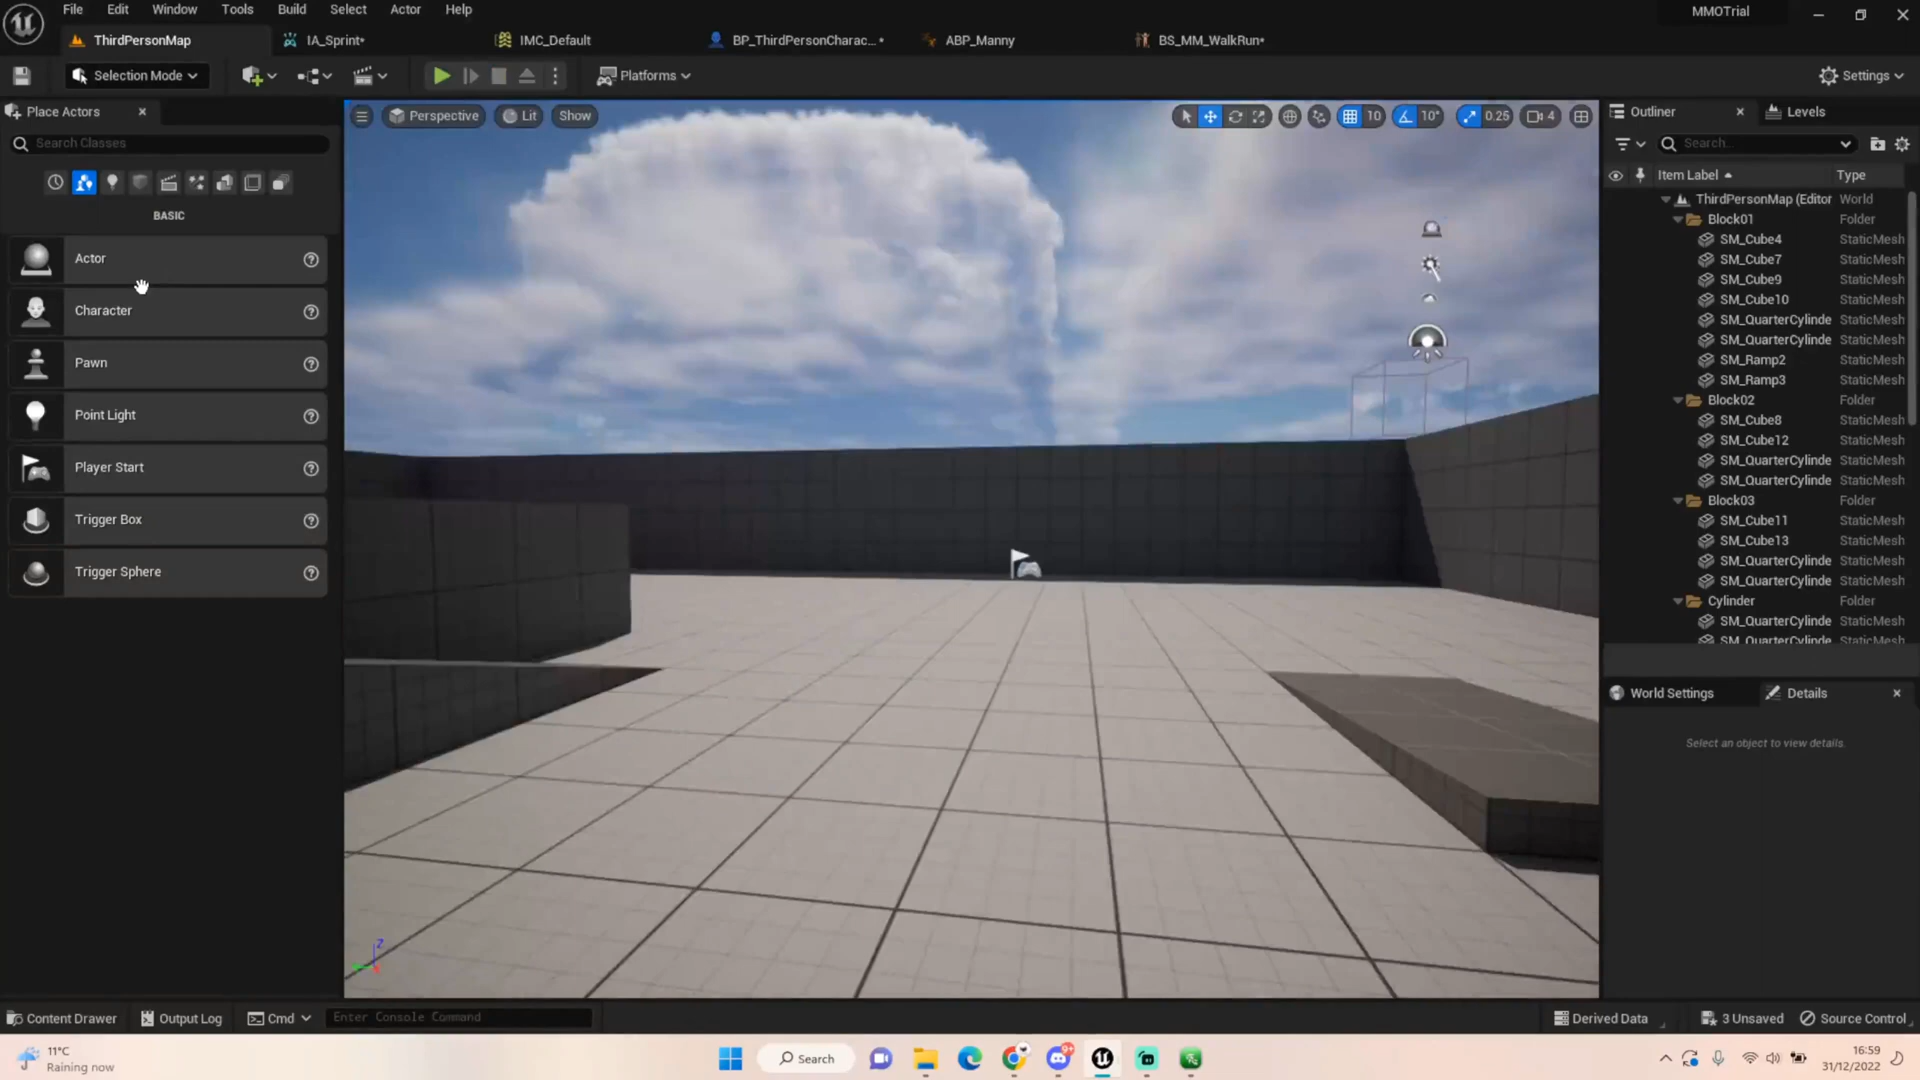 File Edit Window Tools Build Select Actor Help
MMOTrial
ThirdPersonMap
IA_Sprint*
IMC_Default
BP_ThirdPersonCharac...*
ABP_Manny
BS_MM_WalkRun*
Selection Mode
Platforms
Settings
Place Actors
Search Classes
BASIC
Actor
Character
Pawn
Point Light
Player Start
Trigger Box
Trigger Sphere
Perspective Lit Show
10 10° 0.25 4
Z
Outliner Levels
Search...
Item Label Type
ThirdPersonMap (Editor World
Block01 Folder
SM_Cube4 StaticMesh
SM_Cube7 StaticMesh
SM_Cube9 StaticMesh
SM_Cube10 StaticMesh
SM_QuarterCylinde StaticMesh
SM_QuarterCylinde StaticMesh
SM_Ramp2 StaticMesh
SM_Ramp3 StaticMesh
Block02 Folder
SM_Cube8 StaticMesh
SM_Cube12 StaticMesh
SM_QuarterCylinde StaticMesh
SM_QuarterCylinde StaticMesh
Block03 Folder
SM_Cube11 StaticMesh
SM_Cube13 StaticMesh
SM_QuarterCylinde StaticMesh
SM_QuarterCylinde StaticMesh
Cylinder Folder
SM_QuarterCylinde StaticMesh
SM_QuarterCylinde StaticMesh
World Settings Details
Select an object to view details.
Content Drawer Output Log Cmd Enter Console Command
Derived Data 3 Unsaved Source Control
11°C
Raining now
Search
9+
16:59
31/12/2022